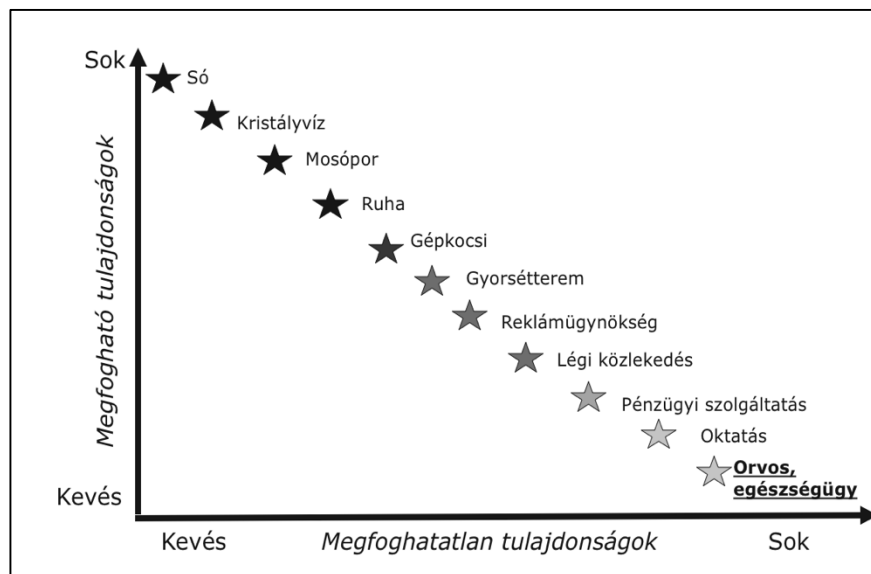 Sok
Só
Kristályvíz
Mosópor
Ruha
Gépkocsi
Gyorsétterem
Reklámügynökség
Légi közlekedés
Pénzügyi szolgáltatás
Oktatás
Orvos,
egészségügy
Megfogható tulajdonságok
Kevés
Kevés
Megfoghatatlan tulajdonságok
Sok